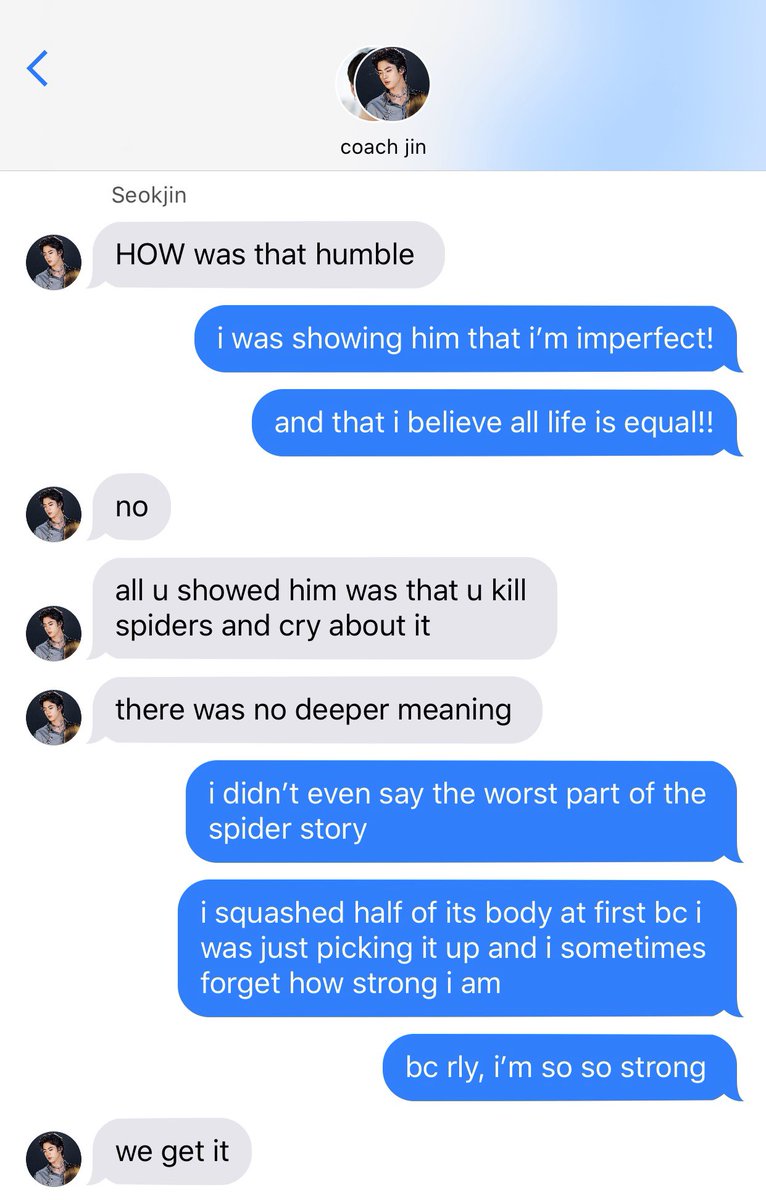 coach jin
Seokjin
HOW was that humble
i was showing him that i’m imperfect!
and that i believe all life is equal!!
no
all u showed him was that u kill
spiders and cry about it
there was no deeper meaning
i didn’t even say the worst part of the
spider story
i squashed half of its body at first bc i
was just picking it up and i sometimes
forget how strong i am
bc rly, i’m so so strong
we get it